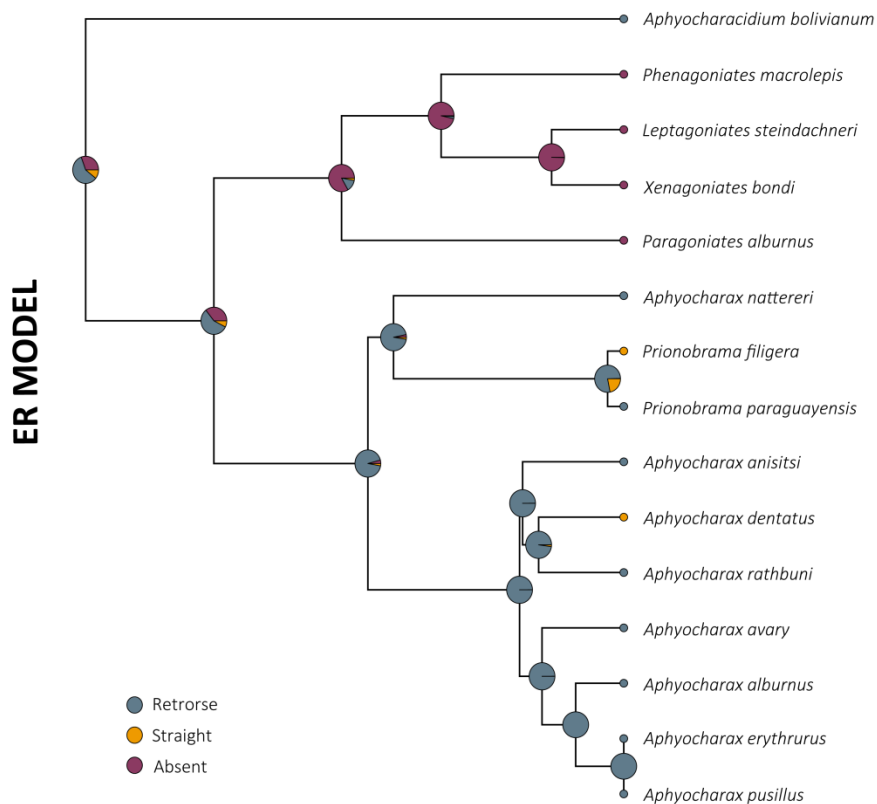 ER MODEL
Aphyocharacidium bolivianum
Phenagoniates macrolepis
Leptagoniates steindachneri
Xenagoniates bondi
Paragoniates alburnus
Aphyocharax nattereri
Prionobrama filigera
Prionobrama paraguayensis
Aphyocharax anisitsi
Aphyocharax dentatus
Aphyocharax rathbuni
Aphyocharax avary
Aphyocharax alburnus
Aphyocharax erythrurus
Aphyocharax pusillus
Retrorse
Straight
Absent